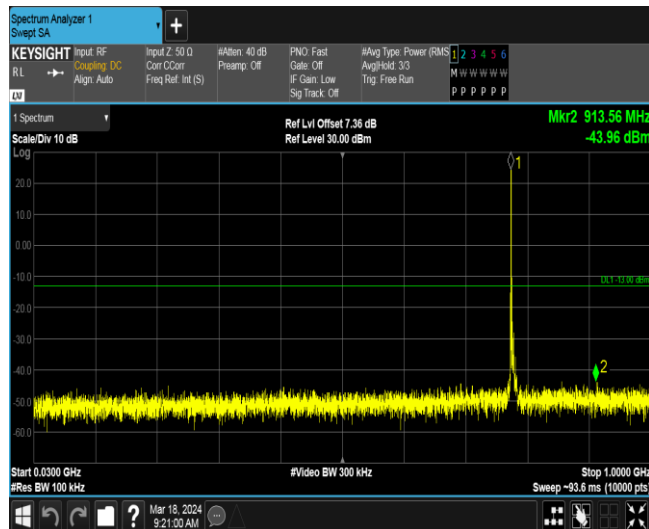 Spectrum Analyzer 1
Swept SA
+
KEYSIGHT
RL
LXI
Input: RF
Coupling: DC
Align: Auto
Input Z: 50 Ω
Corr CCorr
Freq Ref: Int (S)
#Atten: 40 dB
Preamp: Off
PNO: Fast
Gate: Off
IF Gain: Low
Sig Track: Off
#Avg Type: Power (RMS
Avg|Hold: 3/3
Trig: Free Run
1 2 3 4 5 6
M W W W W W
P P P P P P
1 Spectrum
Scale/Div 10 dB
Log
Ref Lvl Offset 7.36 dB
Ref Level 30.00 dBm
Mkr2 913.56 MHz
-43.96 dBm
1
20.0
10.0
0.00
-10.0
DL1 -13.00 dBm
-20.0
-30.0
-40.0
2
-50.0
-60.0
Start 0.0300 GHz
#Res BW 100 kHz
#Video BW 300 kHz
Stop 1.0000 GHz
Sweep ~93.6 ms (10000 pts)
?
Mar 18, 2024
9:21:00 AM